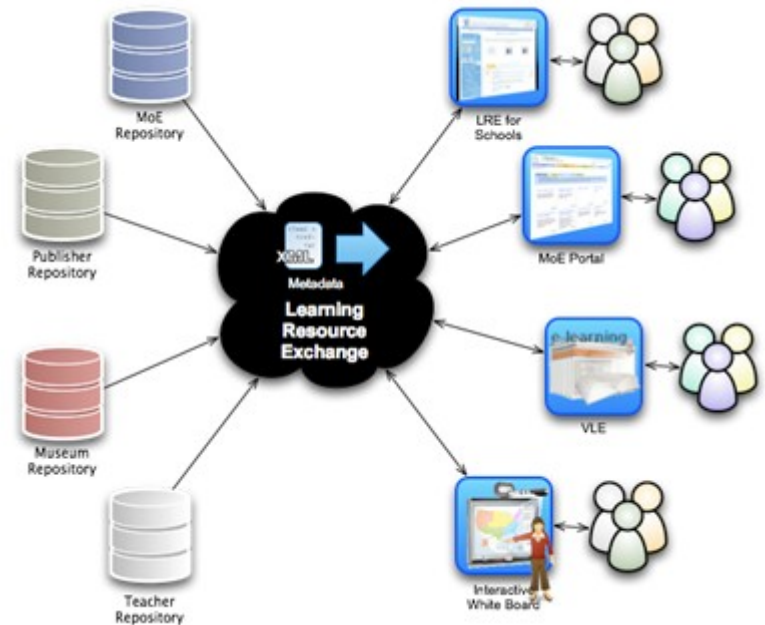 MoE
Repository
Publisher
Repository
Museum
Repository
Teacher
Repository
XML
Metadata
Learning
Resource
Exchange
LRE for
Schools
MoE Portal
e-learning
VLE
Interactive
White Board